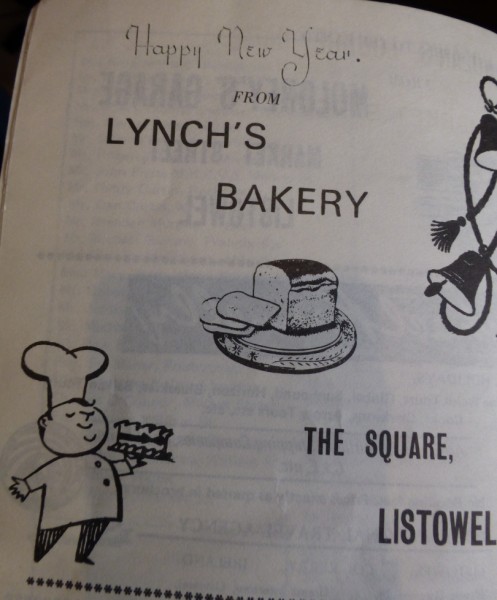 Happy New Year.
FROM
LYNCH'S
BAKERY
THE SQUARE,
LISTOWEL